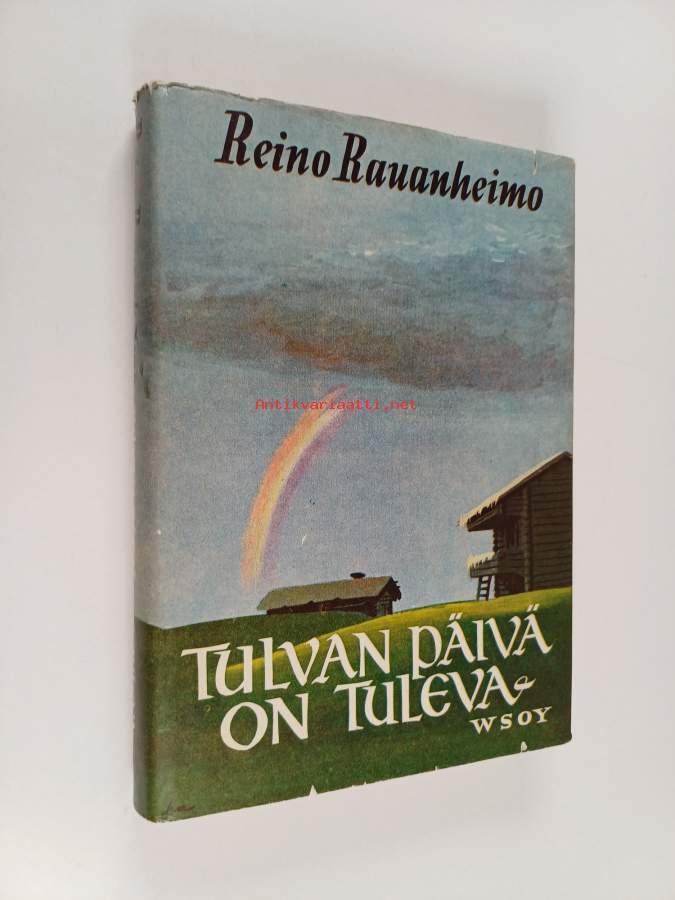 Reino Rauanheimo
Antikvariaatti.net
TULVAN PÄIVÄ
ON TULEVA
WSOY